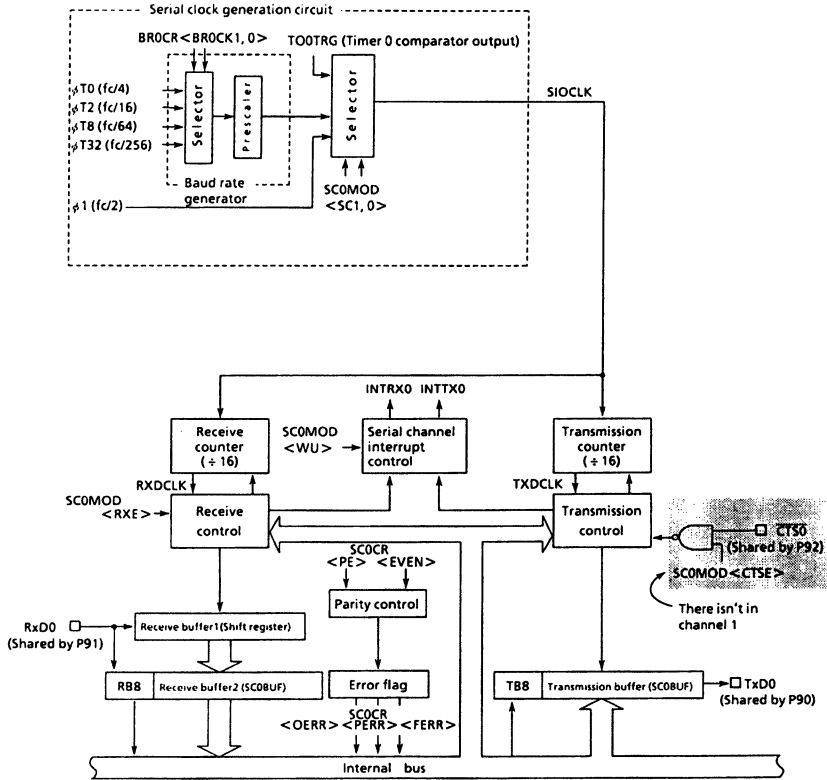 Serial clock generation circuit
BR0CR<BR0CK1, 0>
TO0TRG (Timer 0 comparator output)
φT0 (fc/4)
φT2 (fc/16)
φT8 (fc/64)
φT32 (fc/256)
Selector
Prescaler
Selector
SIOCLK
Baud rate
generator
φ1 (fc/2)
SC0MOD
<SC1, 0>
INTRX0 INTTX0
Receive
counter
(÷ 16)
SC0MOD
<WU>
Serial channel
interrupt
control
Transmission
counter
(÷ 16)
RXDCLK
TXDCLK
SC0MOD
<RXE>
Receive
control
Transmission
control
CTS0
(Shared by P92)
SC0MOD<CTSE>
There isn't in
channel 1
SC0CR
<PE> <EVEN>
Parity control
RxD0
(Shared by P91)
Receive buffer1(Shift register)
RB8
Receive buffer2 (SC0BUF)
Error flag
TB8
Transmission buffer (SC0BUF)
TxD0
(Shared by P90)
SC0CR
<OERR> <PERR> <FERR>
Internal bus